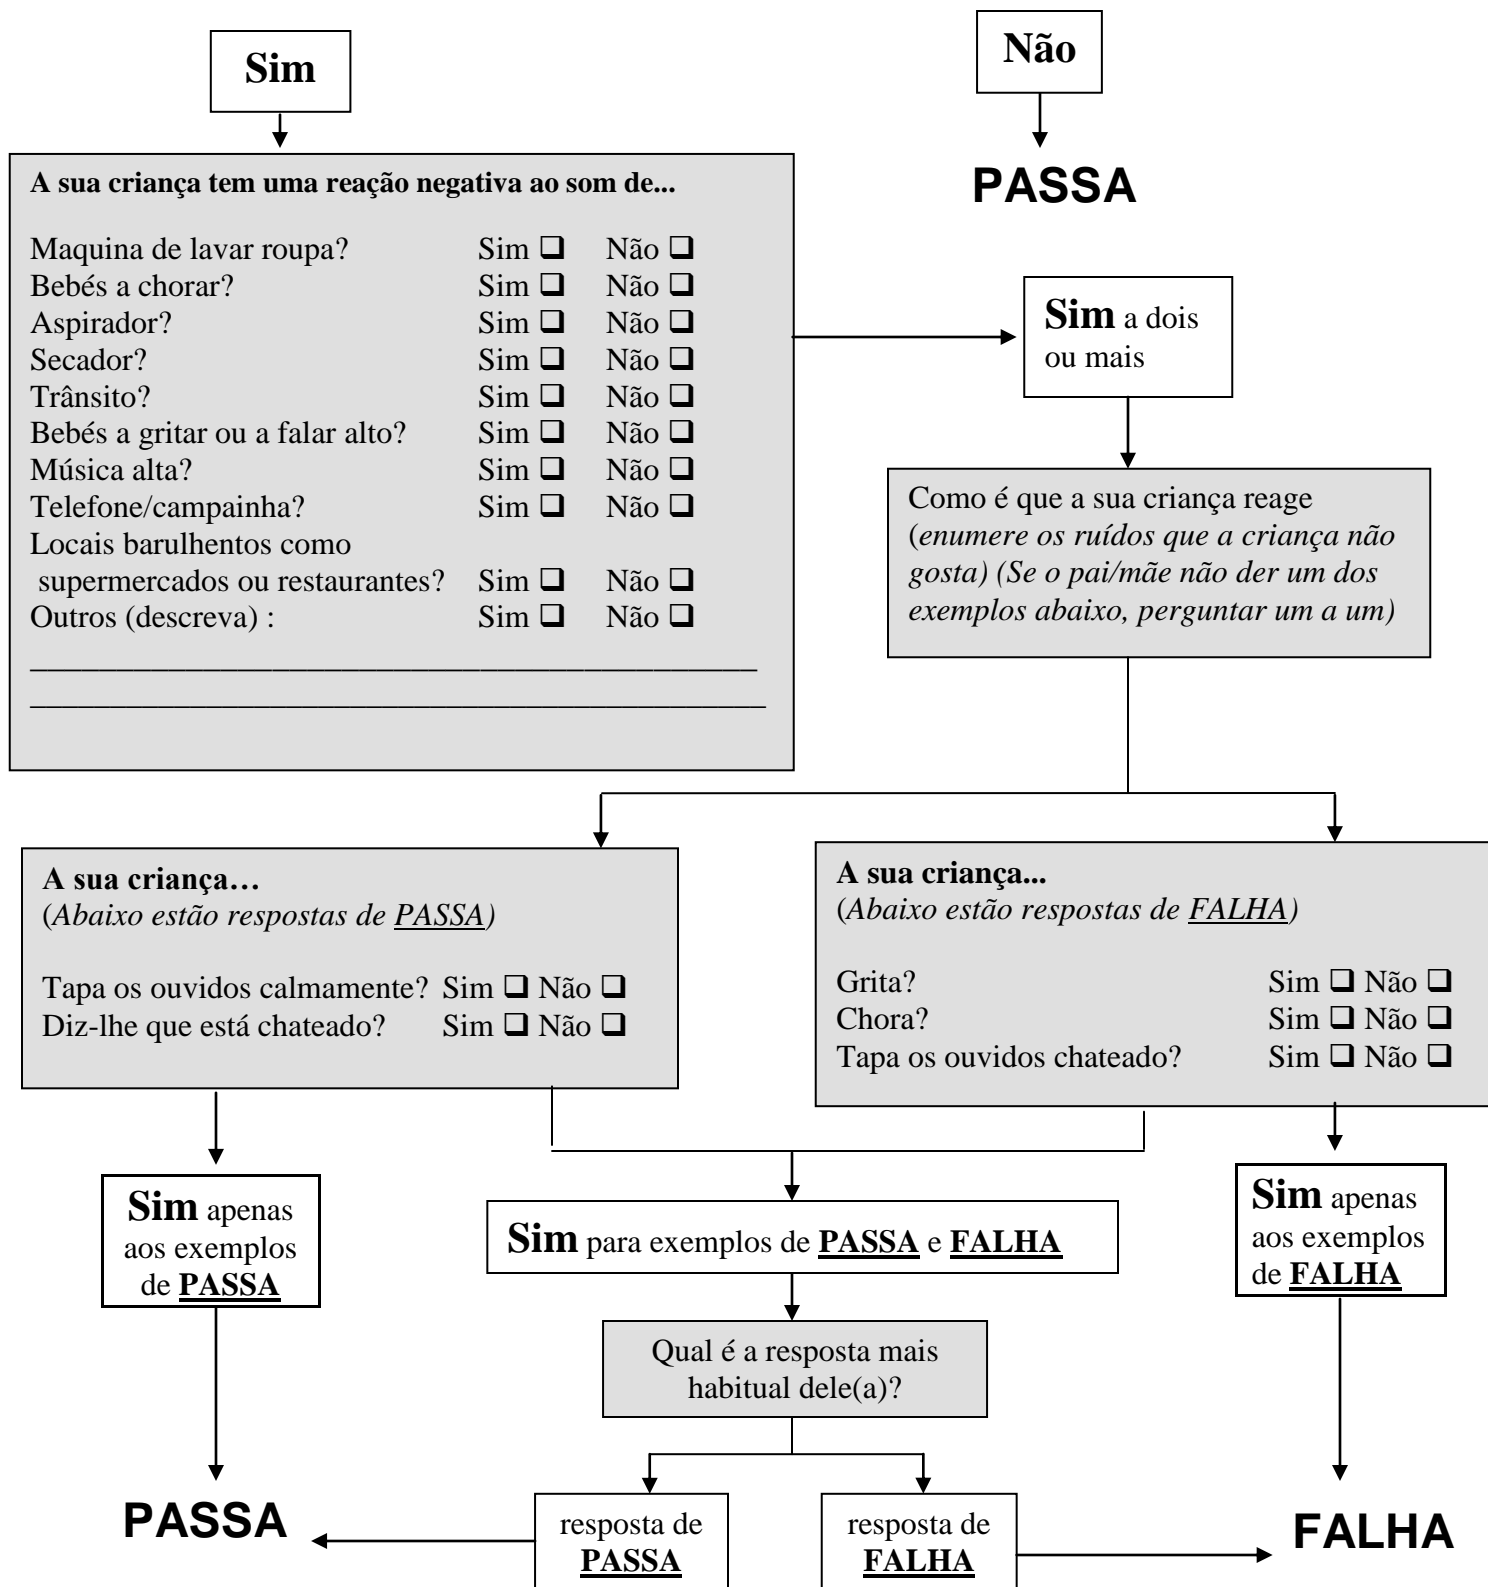 Sim
Não
PASSA
A sua criança tem uma reação negativa ao som de...
Maquina de lavar roupa? Sim ❑ Não ❑
Bebés a chorar? Sim ❑ Não ❑
Aspirador? Sim ❑ Não ❑
Secador? Sim ❑ Não ❑
Trânsito? Sim ❑ Não ❑
Bebés a gritar ou a falar alto? Sim ❑ Não ❑
Música alta? Sim ❑ Não ❑
Telefone/campainha? Sim ❑ Não ❑
Locais barulhentos como
supermercados ou restaurantes? Sim ❑ Não ❑
Outros (descreva) : Sim ❑ Não ❑
Sim a dois
ou mais
Como é que a sua criança reage
(enumere os ruídos que a criança não
gosta) (Se o pai/mãe não der um dos
exemplos abaixo, perguntar um a um)
A sua criança…
(Abaixo estão respostas de PASSA)
Tapa os ouvidos calmamente? Sim ❑ Não ❑
Diz-lhe que está chateado? Sim ❑ Não ❑
A sua criança...
(Abaixo estão respostas de FALHA)
Grita? Sim ❑ Não ❑
Chora? Sim ❑ Não ❑
Tapa os ouvidos chateado? Sim ❑ Não ❑
Sim apenas
aos exemplos
de PASSA
Sim para exemplos de PASSA e FALHA
Sim apenas
aos exemplos
de FALHA
Qual é a resposta mais
habitual dele(a)?
PASSA
resposta de
PASSA
resposta de
FALHA
FALHA